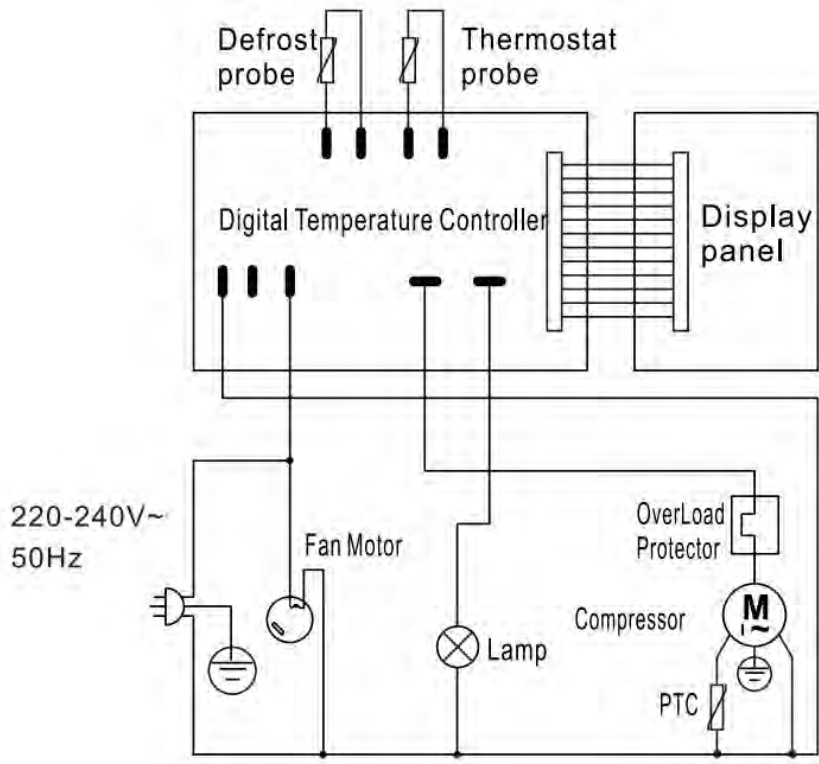 Defrost
probe
Thermostat
probe
Digital Temperature Controller
Display
panel
220-240V~
50Hz
Fan Motor
OverLoad
Protector
Compressor
M
1~
Lamp
PTC